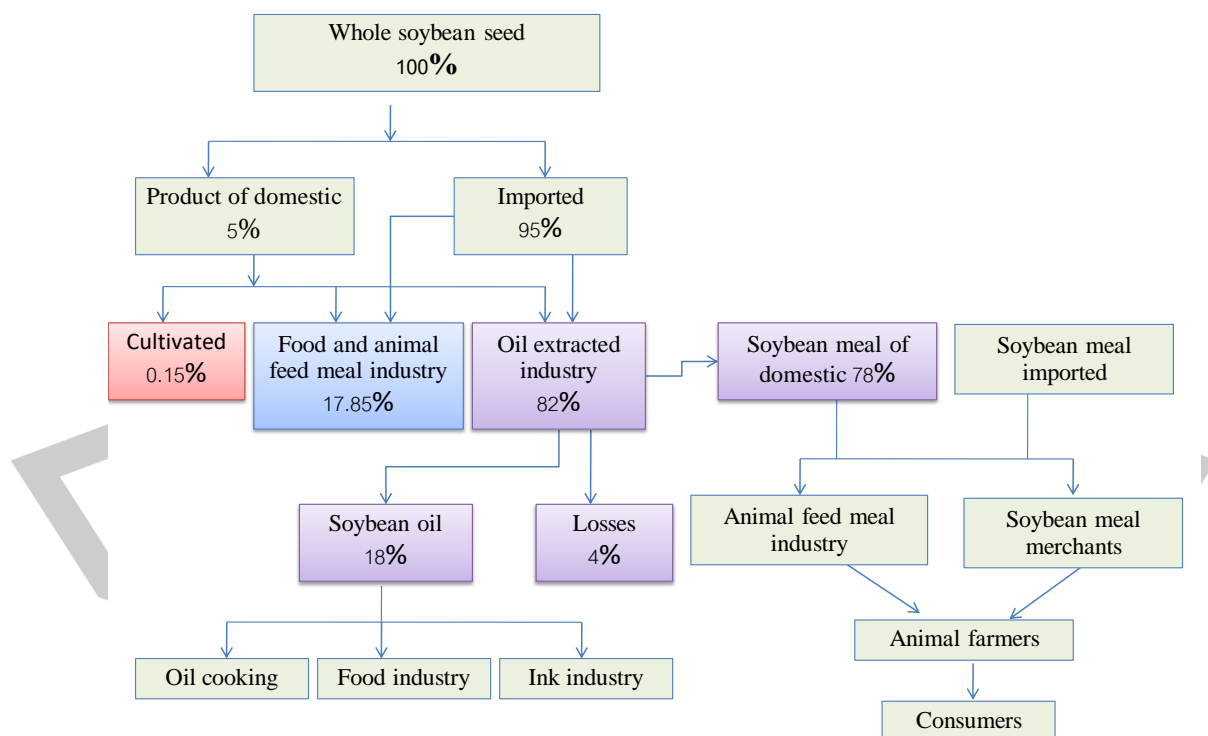 Whole soybean seed
100%
Product of domestic
5%
Imported
95%
Cultivated
0.15%
Food and animal
feed meal industry
17.85%
Oil extracted
industry
82%
Soybean meal of
domestic 78%
Soybean meal
imported
Soybean oil
18%
Losses
4%
Animal feed meal
industry
Soybean meal
merchants
Oil cooking
Food industry
Ink industry
Animal farmers
Consumers